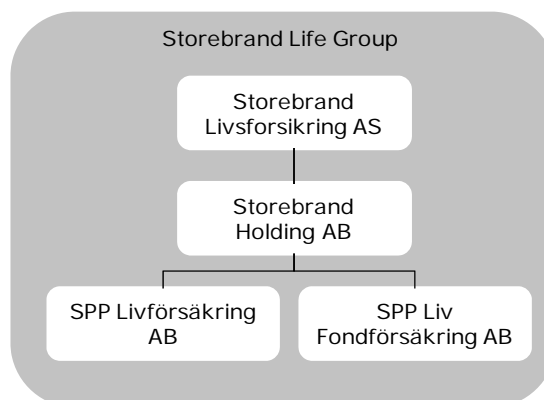 Storebrand Life Group
Storebrand
Livsforsikring AS
Storebrand
Holding AB
SPP Livförsäkring
AB
SPP Liv
Fondförsäkring AB